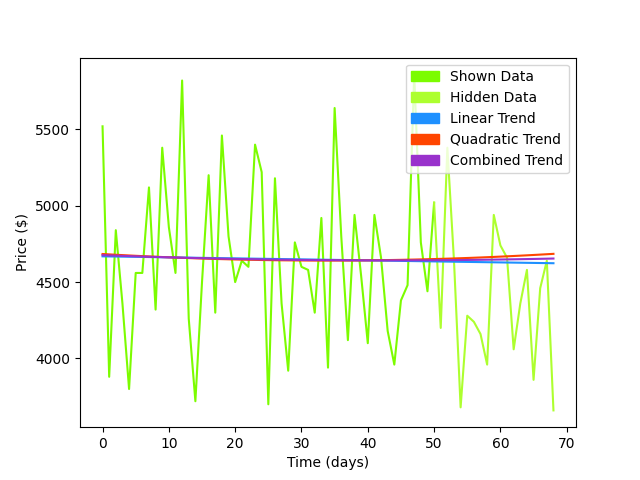 Shown Data
Hidden Data
Linear Trend
Quadratic Trend
Combined Trend
5500
5000
4500
4000
Price ($)
0 10 20 30 40 50 60 70
Time (days)